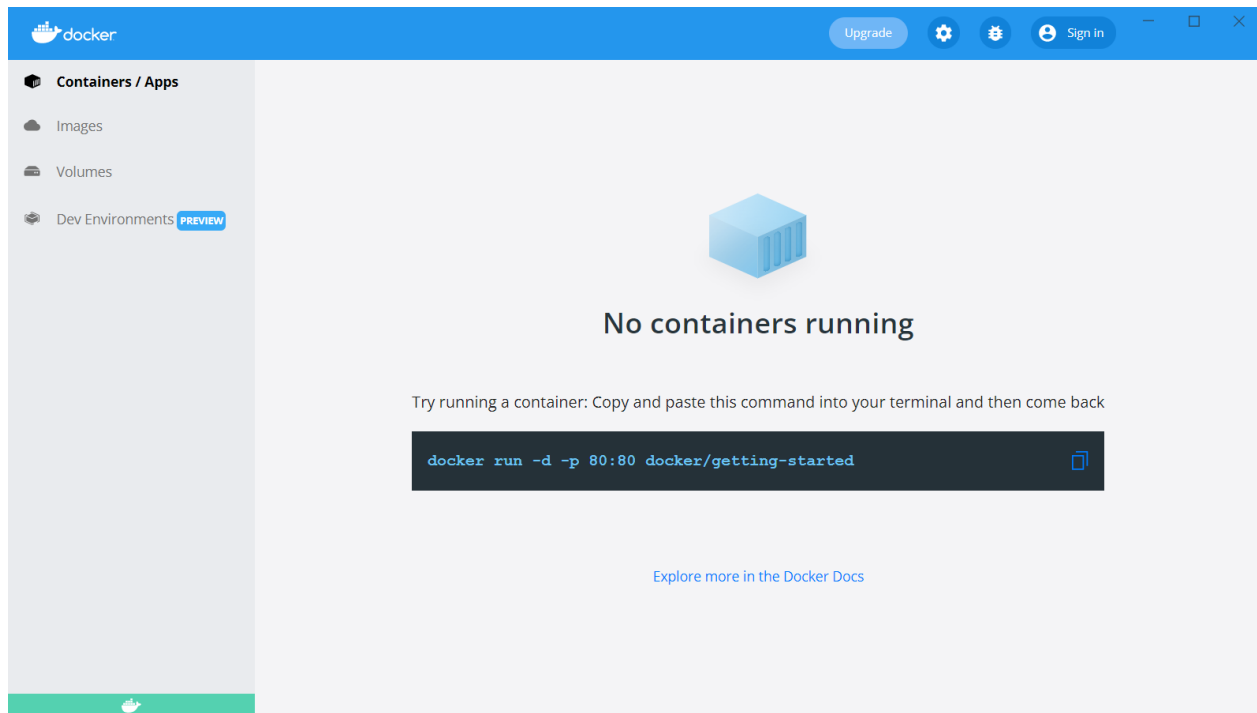 docker
Upgrade
Sign in
Containers / Apps
Images
Volumes
Dev Environments PREVIEW
No containers running
Try running a container: Copy and paste this command into your terminal and then come back
docker run -d -p 80:80 docker/getting-started
Explore more in the Docker Docs